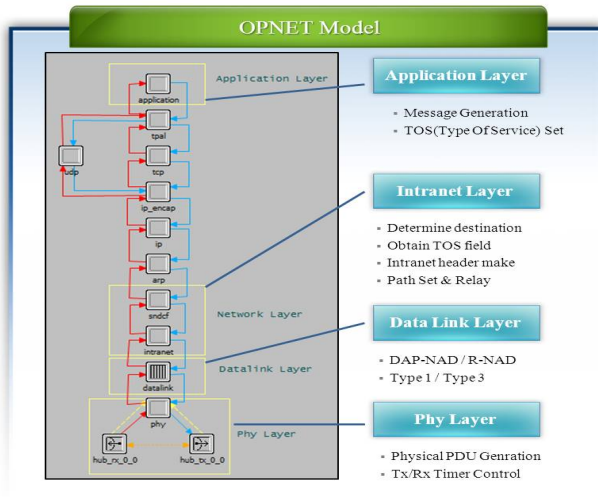 OPNET Model
Application Layer
application
tpal
udp
tcp
ip_encap
ip
arp
sndcf
Network Layer
intranet
Datalink Layer
datalink
phy
Phy Layer
hub_rx_0_0
hub_tx_0_0
Application Layer
Message Generation
TOS(Type Of Service) Set
Intranet Layer
Determine destination
Obtain TOS field
Intranet header make
Path Set & Relay
Data Link Layer
DAP-NAD / R-NAD
Type 1 / Type 3
Phy Layer
Physical PDU Genration
Tx/Rx Timer Control